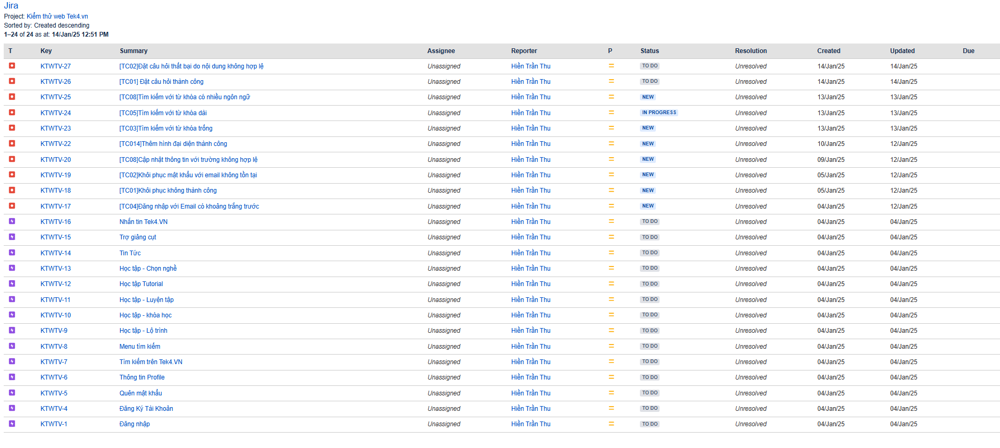 Jira
Project: Kiểm thử web Tek4.vn
Sorted by: Created descending
1–24 of 24 as at: 14/Jan/25 12:51 PM
T Key Summary Assignee Reporter P Status Resolution Created Updated Due
KTWTV-27 [TC02]Đặt câu hỏi thất bại do nội dung không hợp lệ Unassigned Hiền Trần Thu TO DO Unresolved 14/Jan/25 14/Jan/25
KTWTV-26 [TC01] Đặt câu hỏi thành công Unassigned Hiền Trần Thu TO DO Unresolved 14/Jan/25 14/Jan/25
KTWTV-25 [TC08]Tìm kiếm với từ khóa có nhiều ngôn ngữ Unassigned Hiền Trần Thu NEW Unresolved 13/Jan/25 13/Jan/25
KTWTV-24 [TC05]Tìm kiếm với từ khóa dài Unassigned Hiền Trần Thu IN PROGRESS Unresolved 13/Jan/25 13/Jan/25
KTWTV-23 [TC03]Tìm kiếm với từ khóa trống Unassigned Hiền Trần Thu NEW Unresolved 13/Jan/25 13/Jan/25
KTWTV-22 [TC014]Thêm hình đại diện thành công Unassigned Hiền Trần Thu NEW Unresolved 10/Jan/25 12/Jan/25
KTWTV-20 [TC08]Cập nhật thông tin với trường không hợp lệ Unassigned Hiền Trần Thu NEW Unresolved 09/Jan/25 12/Jan/25
KTWTV-19 [TC02]Khôi phục mật khẩu với email không tồn tại Unassigned Hiền Trần Thu NEW Unresolved 05/Jan/25 12/Jan/25
KTWTV-18 [TC01]Khôi phục không thành công Unassigned Hiền Trần Thu NEW Unresolved 05/Jan/25 12/Jan/25
KTWTV-17 [TC04]Đăng nhập với Email có khoảng trắng trước Unassigned Hiền Trần Thu NEW Unresolved 04/Jan/25 12/Jan/25
KTWTV-16 Nhắn tin Tek4.VN Unassigned Hiền Trần Thu TO DO Unresolved 04/Jan/25 04/Jan/25
KTWTV-15 Trợ giảng cụt Unassigned Hiền Trần Thu TO DO Unresolved 04/Jan/25 04/Jan/25
KTWTV-14 Tin Tức Unassigned Hiền Trần Thu TO DO Unresolved 04/Jan/25 04/Jan/25
KTWTV-13 Học tập - Chọn nghề Unassigned Hiền Trần Thu TO DO Unresolved 04/Jan/25 04/Jan/25
KTWTV-12 Học tập Tutorial Unassigned Hiền Trần Thu TO DO Unresolved 04/Jan/25 04/Jan/25
KTWTV-11 Học tập - Luyện tập Unassigned Hiền Trần Thu TO DO Unresolved 04/Jan/25 04/Jan/25
KTWTV-10 Học tập - khóa học Unassigned Hiền Trần Thu TO DO Unresolved 04/Jan/25 04/Jan/25
KTWTV-9 Học tập - Lộ trình Unassigned Hiền Trần Thu TO DO Unresolved 04/Jan/25 04/Jan/25
KTWTV-8 Menu tìm kiếm Unassigned Hiền Trần Thu TO DO Unresolved 04/Jan/25 04/Jan/25
KTWTV-7 Tìm kiếm trên Tek4.VN Unassigned Hiền Trần Thu TO DO Unresolved 04/Jan/25 04/Jan/25
KTWTV-6 Thông tin Profile Unassigned Hiền Trần Thu TO DO Unresolved 04/Jan/25 04/Jan/25
KTWTV-5 Quên mật khẩu Unassigned Hiền Trần Thu TO DO Unresolved 04/Jan/25 04/Jan/25
KTWTV-4 Đăng Ký Tài Khoản Unassigned Hiền Trần Thu TO DO Unresolved 04/Jan/25 04/Jan/25
KTWTV-1 Đăng nhập Unassigned Hiền Trần Thu TO DO Unresolved 04/Jan/25 04/Jan/25